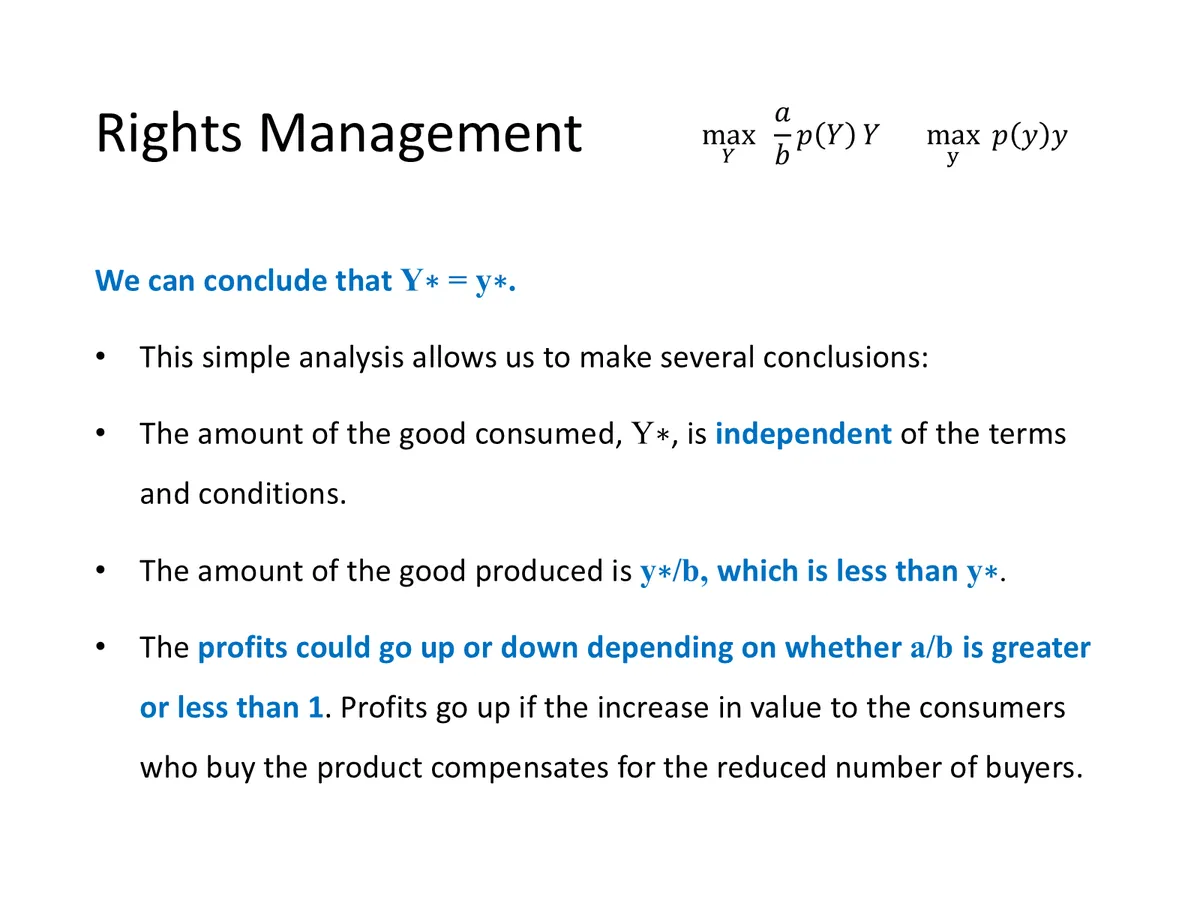 Rights Management
max_Y a/b p(Y) Y    max_y p(y)y
We can conclude that Y∗ = y∗.
• This simple analysis allows us to make several conclusions:
• The amount of the good consumed, Y∗, is independent of the terms
and conditions.
• The amount of the good produced is y∗/b, which is less than y∗.
• The profits could go up or down depending on whether a/b is greater
or less than 1. Profits go up if the increase in value to the consumers
who buy the product compensates for the reduced number of buyers.